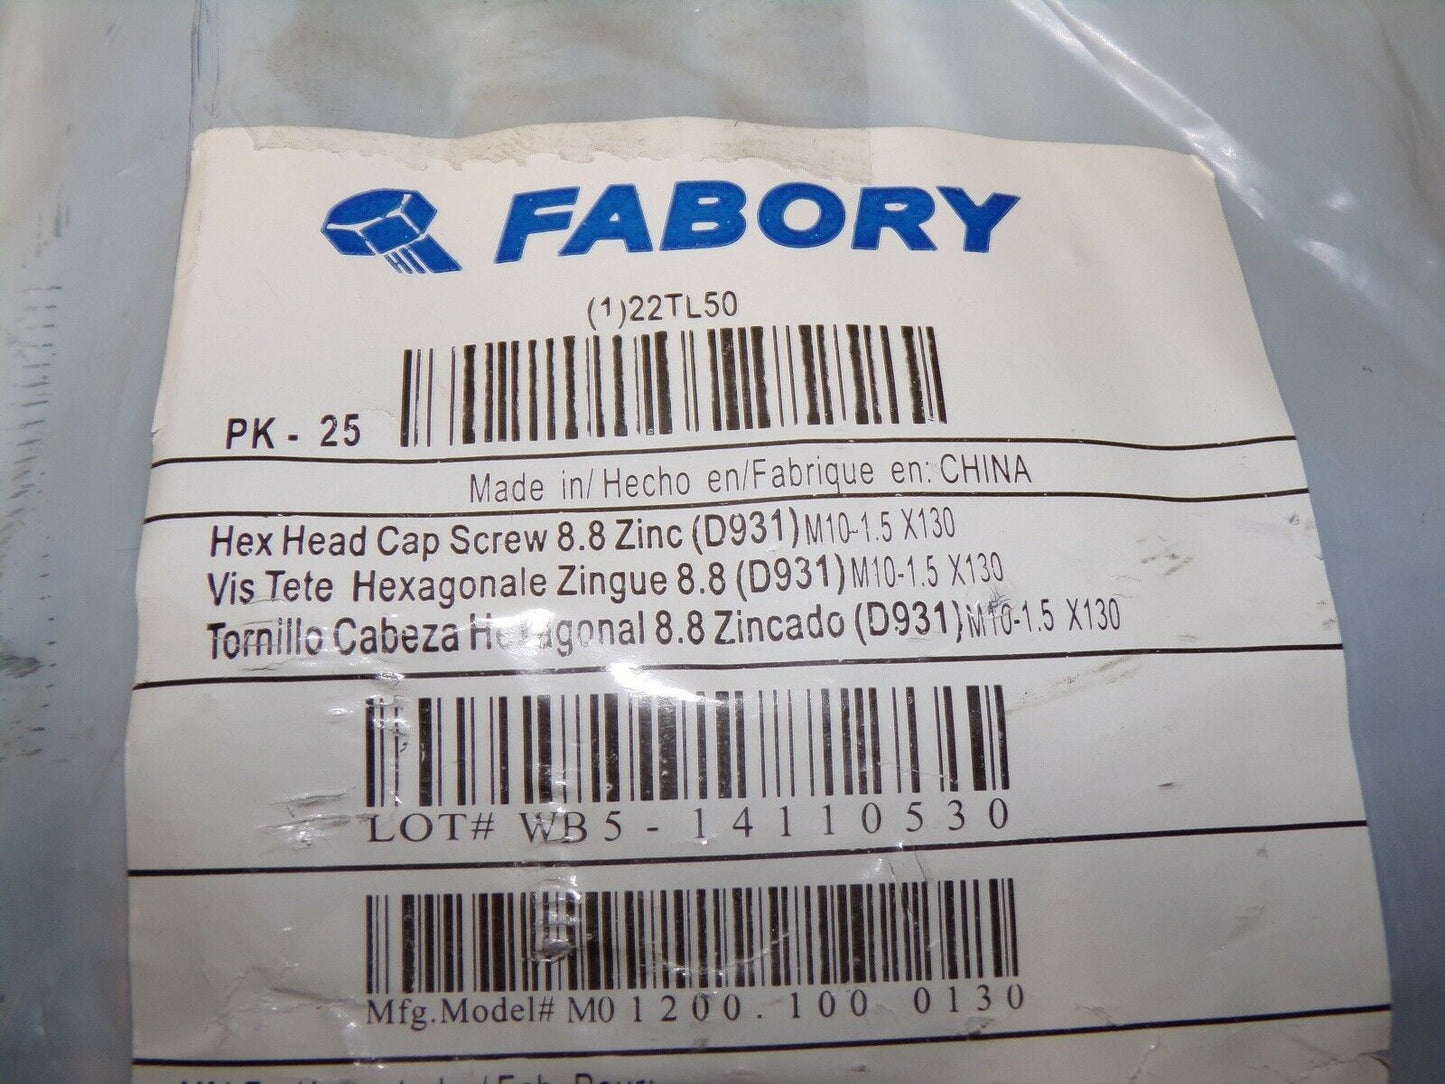 FABORY
(1)22TL50
PK - 25
Made in/ Hecho en/Fabrique en: CHINA
Hex Head Cap Screw 8.8 Zinc (D931) M10-1.5 X130
Vis Tete Hexagonale Zingue 8.8 (D931) M10-1.5 X130
Tornillo Cabeza Hexagonal 8.8 Zincado (D931) M10-1.5 X130
LOT# WB5-14110530
Mfg.Model# M01200.100 0130